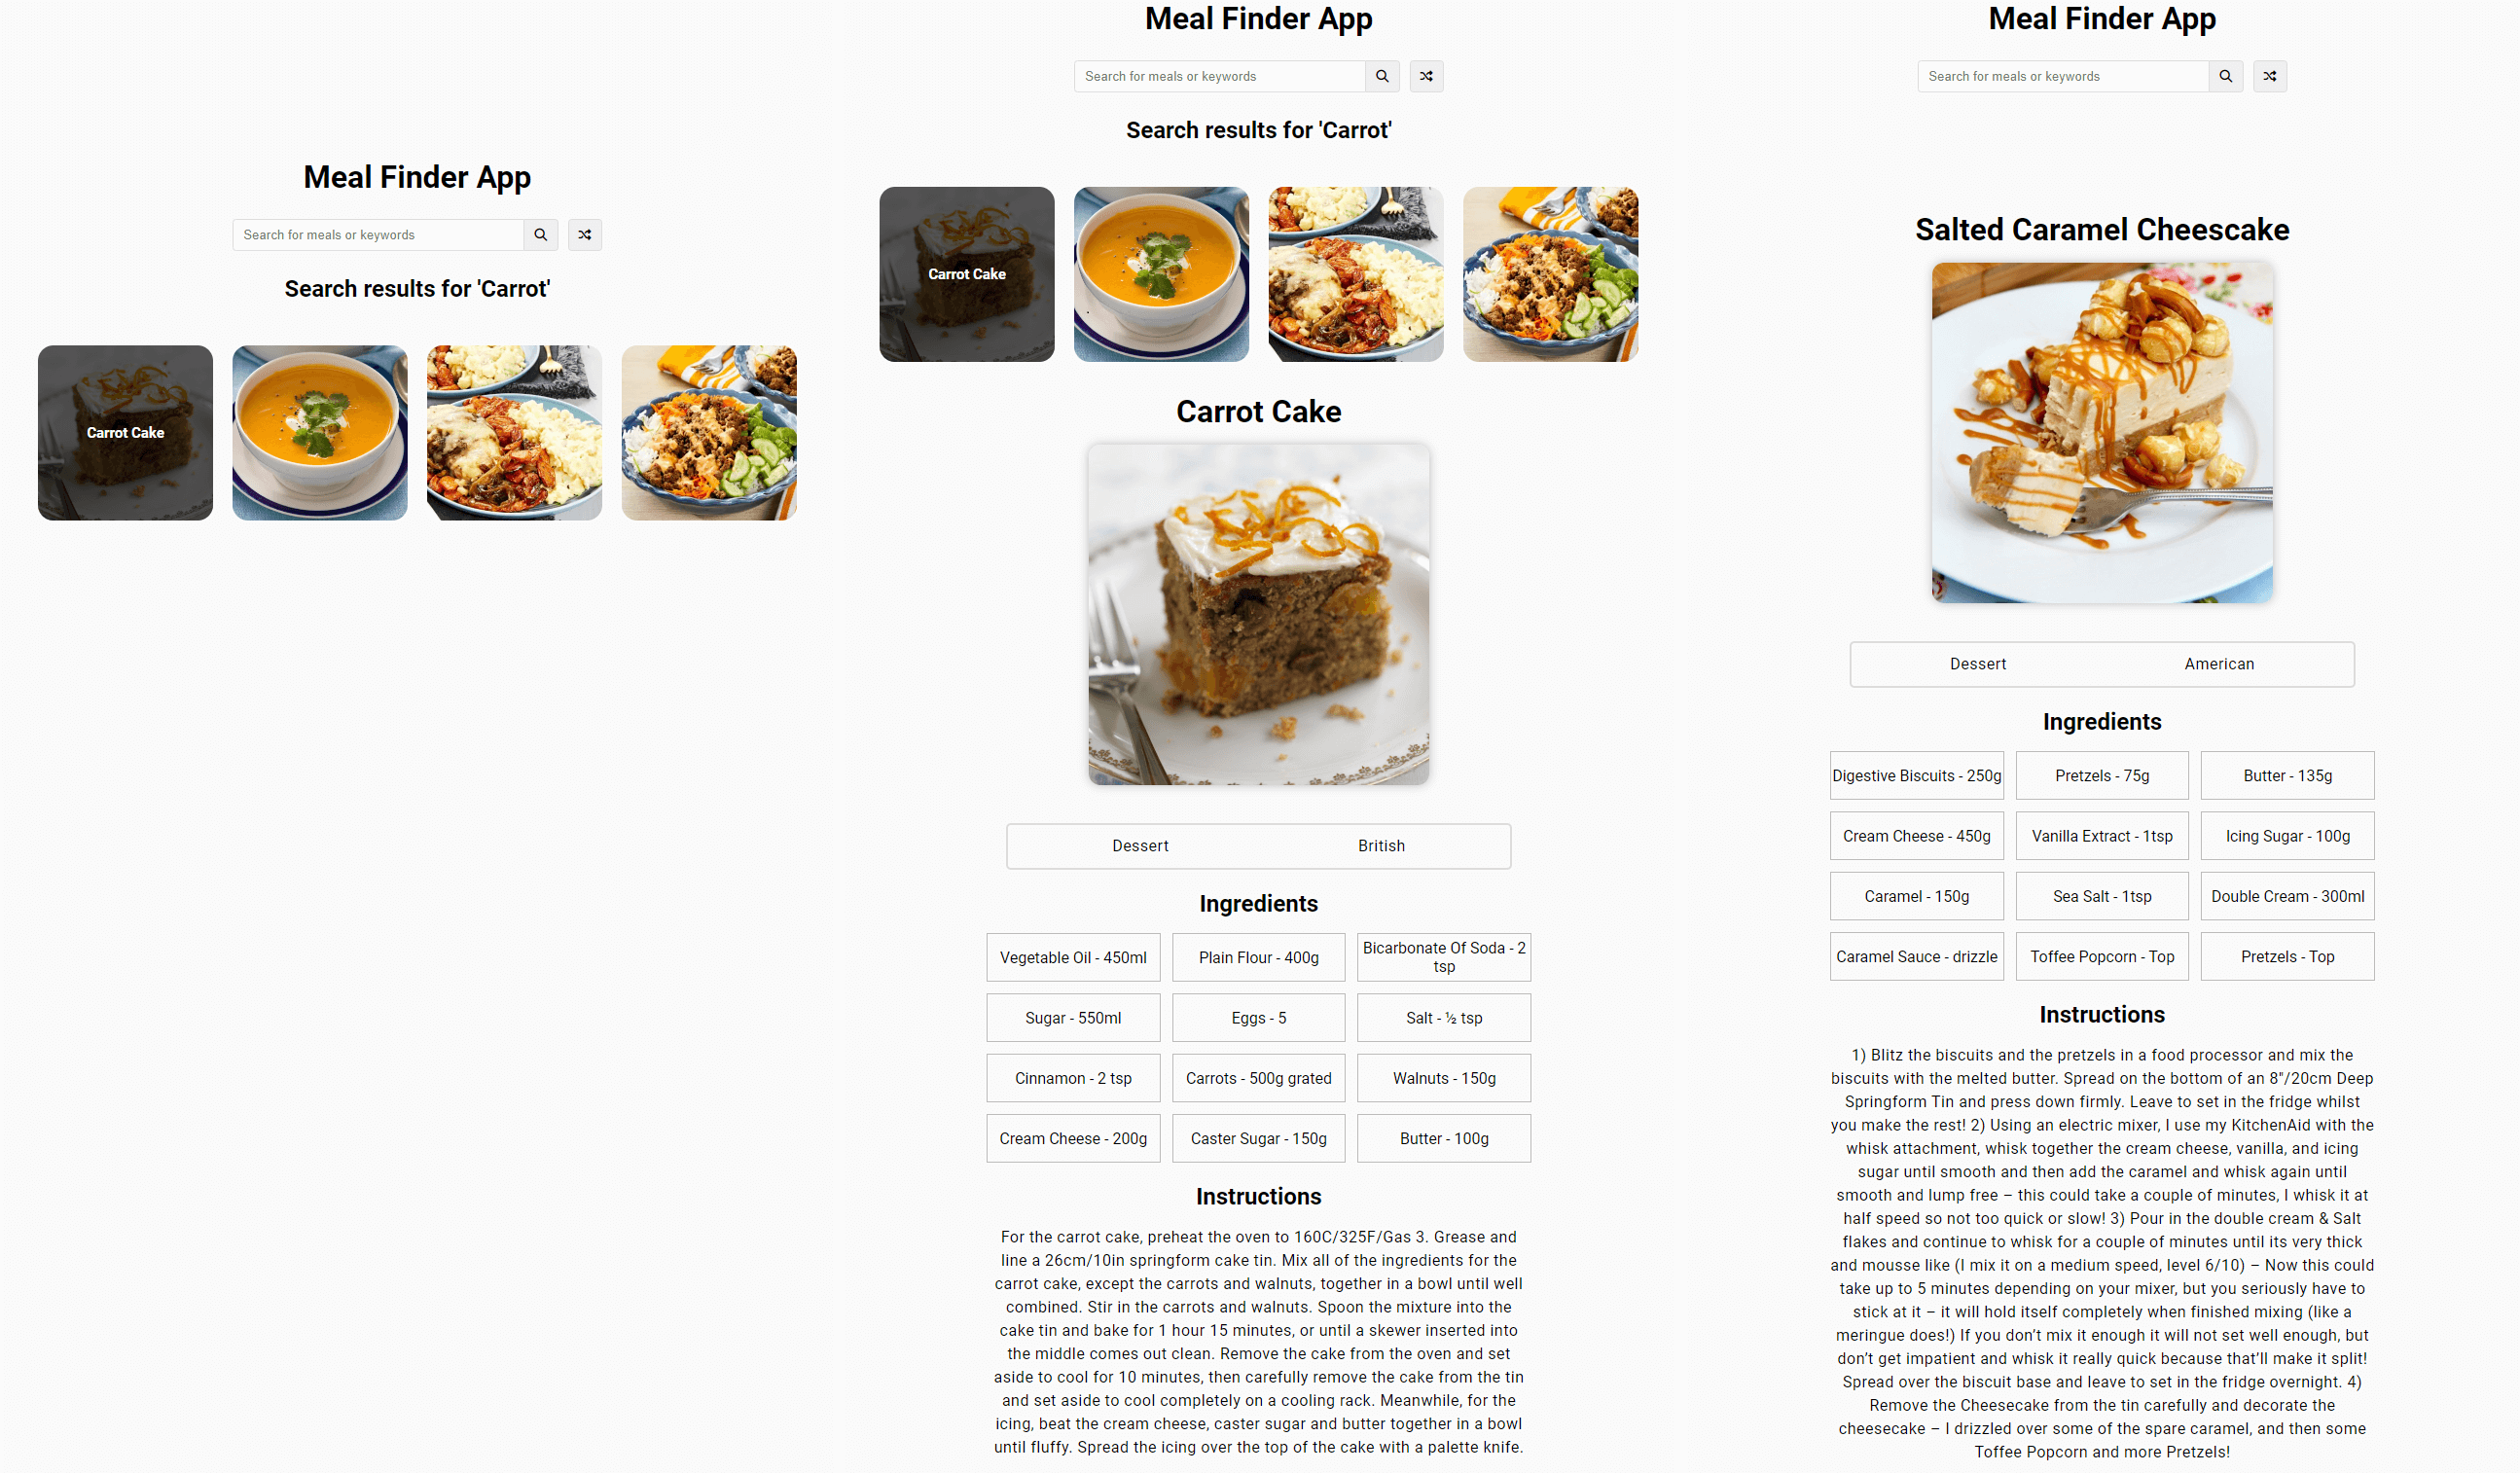 Meal Finder App
Search for meals or keywords
Search results for 'Carrot'
Carrot Cake
Meal Finder App
Search for meals or keywords
Search results for 'Carrot'
Carrot Cake
Carrot Cake
Dessert British
Ingredients
Vegetable Oil - 450ml
Plain Flour - 400g
Bicarbonate Of Soda - 2
tsp
Sugar - 550ml
Eggs - 5
Salt - ½ tsp
Cinnamon - 2 tsp
Carrots - 500g grated
Walnuts - 150g
Cream Cheese - 200g
Caster Sugar - 150g
Butter - 100g
Instructions
For the carrot cake, preheat the oven to 160C/325F/Gas 3. Grease and
line a 26cm/10in springform cake tin. Mix all of the ingredients for the
carrot cake, except the carrots and walnuts, together in a bowl until well
combined. Stir in the carrots and walnuts. Spoon the mixture into the
cake tin and bake for 1 hour 15 minutes, or until a skewer inserted into
the middle comes out clean. Remove the cake from the oven and set
aside to cool for 10 minutes, then carefully remove the cake from the tin
and set aside to cool completely on a cooling rack. Meanwhile, for the
icing, beat the cream cheese, caster sugar and butter together in a bowl
until fluffy. Spread the icing over the top of the cake with a palette knife.
Meal Finder App
Search for meals or keywords
Salted Caramel Cheescake
Dessert American
Ingredients
Digestive Biscuits - 250g
Pretzels - 75g
Butter - 135g
Cream Cheese - 450g
Vanilla Extract - 1tsp
Icing Sugar - 100g
Caramel - 150g
Sea Salt - 1tsp
Double Cream - 300ml
Caramel Sauce - drizzle
Toffee Popcorn - Top
Pretzels - Top
Instructions
1) Blitz the biscuits and the pretzels in a food processor and mix the
biscuits with the melted butter. Spread on the bottom of an 8"/20cm Deep
Springform Tin and press down firmly. Leave to set in the fridge whilst
you make the rest! 2) Using an electric mixer, I use my KitchenAid with the
whisk attachment, whisk together the cream cheese, vanilla, and icing
sugar until smooth and then add the caramel and whisk again until
smooth and lump free – this could take a couple of minutes, I whisk it at
half speed so not too quick or slow! 3) Pour in the double cream & Salt
flakes and continue to whisk for a couple of minutes until its very thick
and mousse like (I mix it on a medium speed, level 6/10) – Now this could
take up to 5 minutes depending on your mixer, but you seriously have to
stick at it – it will hold itself completely when finished mixing (like a
meringue does!) If you don’t mix it enough it will not set well enough, but
don’t get impatient and whisk it really quick because that’ll make it split!
Spread over the biscuit base and leave to set in the fridge overnight. 4)
Remove the Cheesecake from the tin carefully and decorate the
cheesecake – I drizzled over some of the spare caramel, and then some
Toffee Popcorn and more Pretzels!